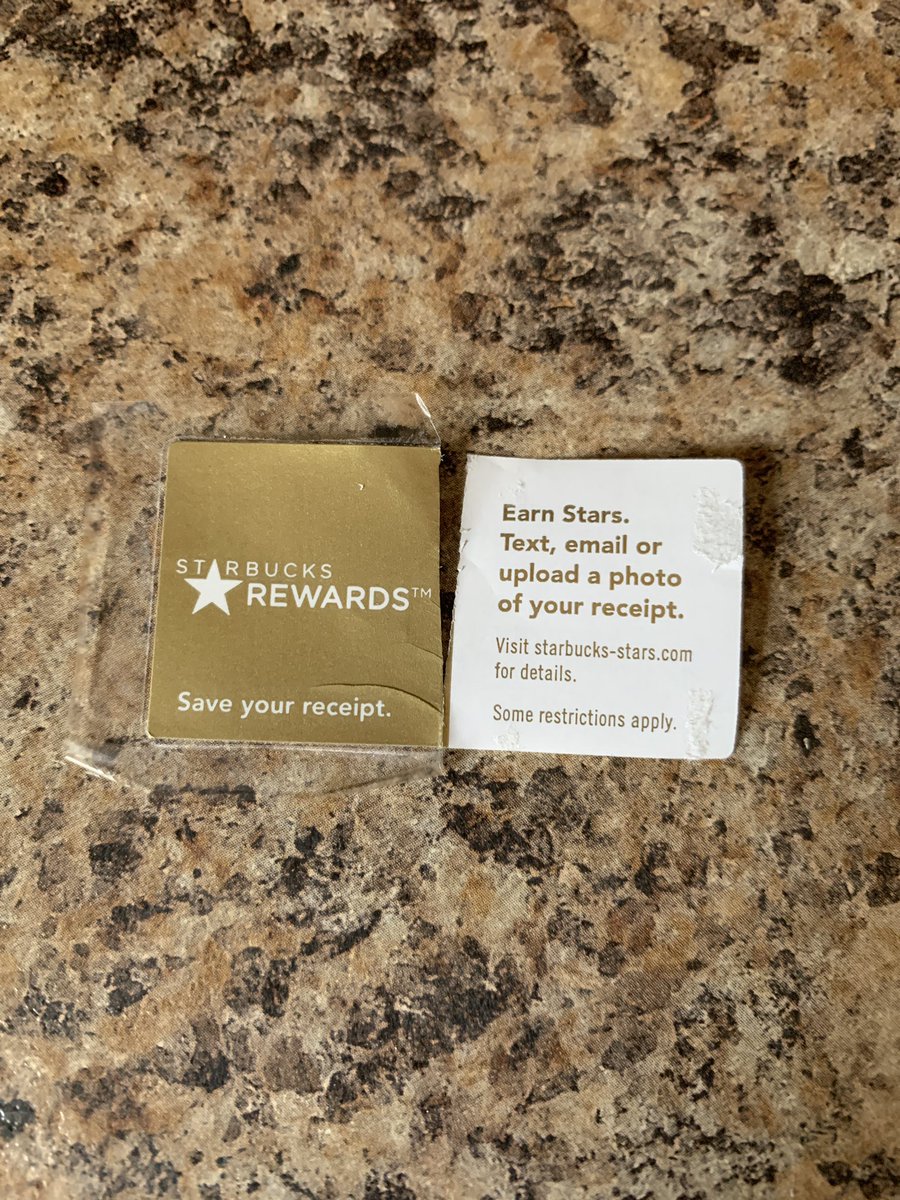 STARBUCKS
REWARDS™
Save your receipt.
Earn Stars.
Text, email or
upload a photo
of your receipt.
Visit starbucks-stars.com
for details.
Some restrictions apply.